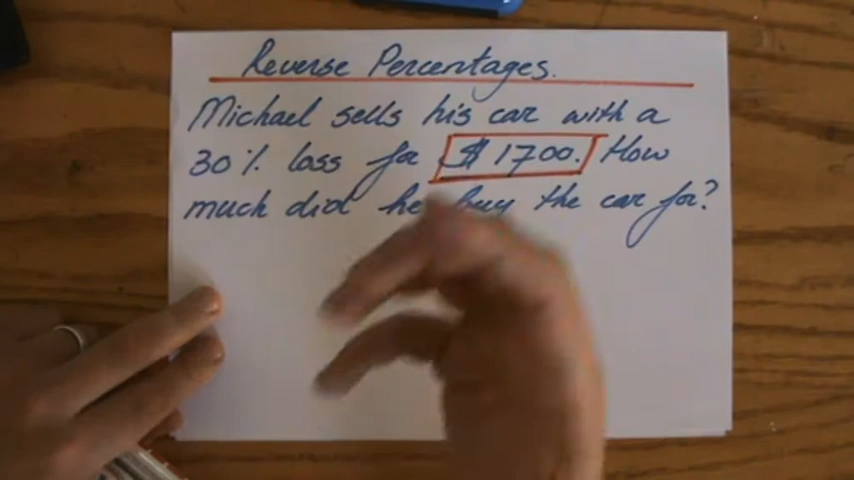 Reverse Percentages.
Michael sells his car with a
30% loss for $1700. How
much did he buy the car for?